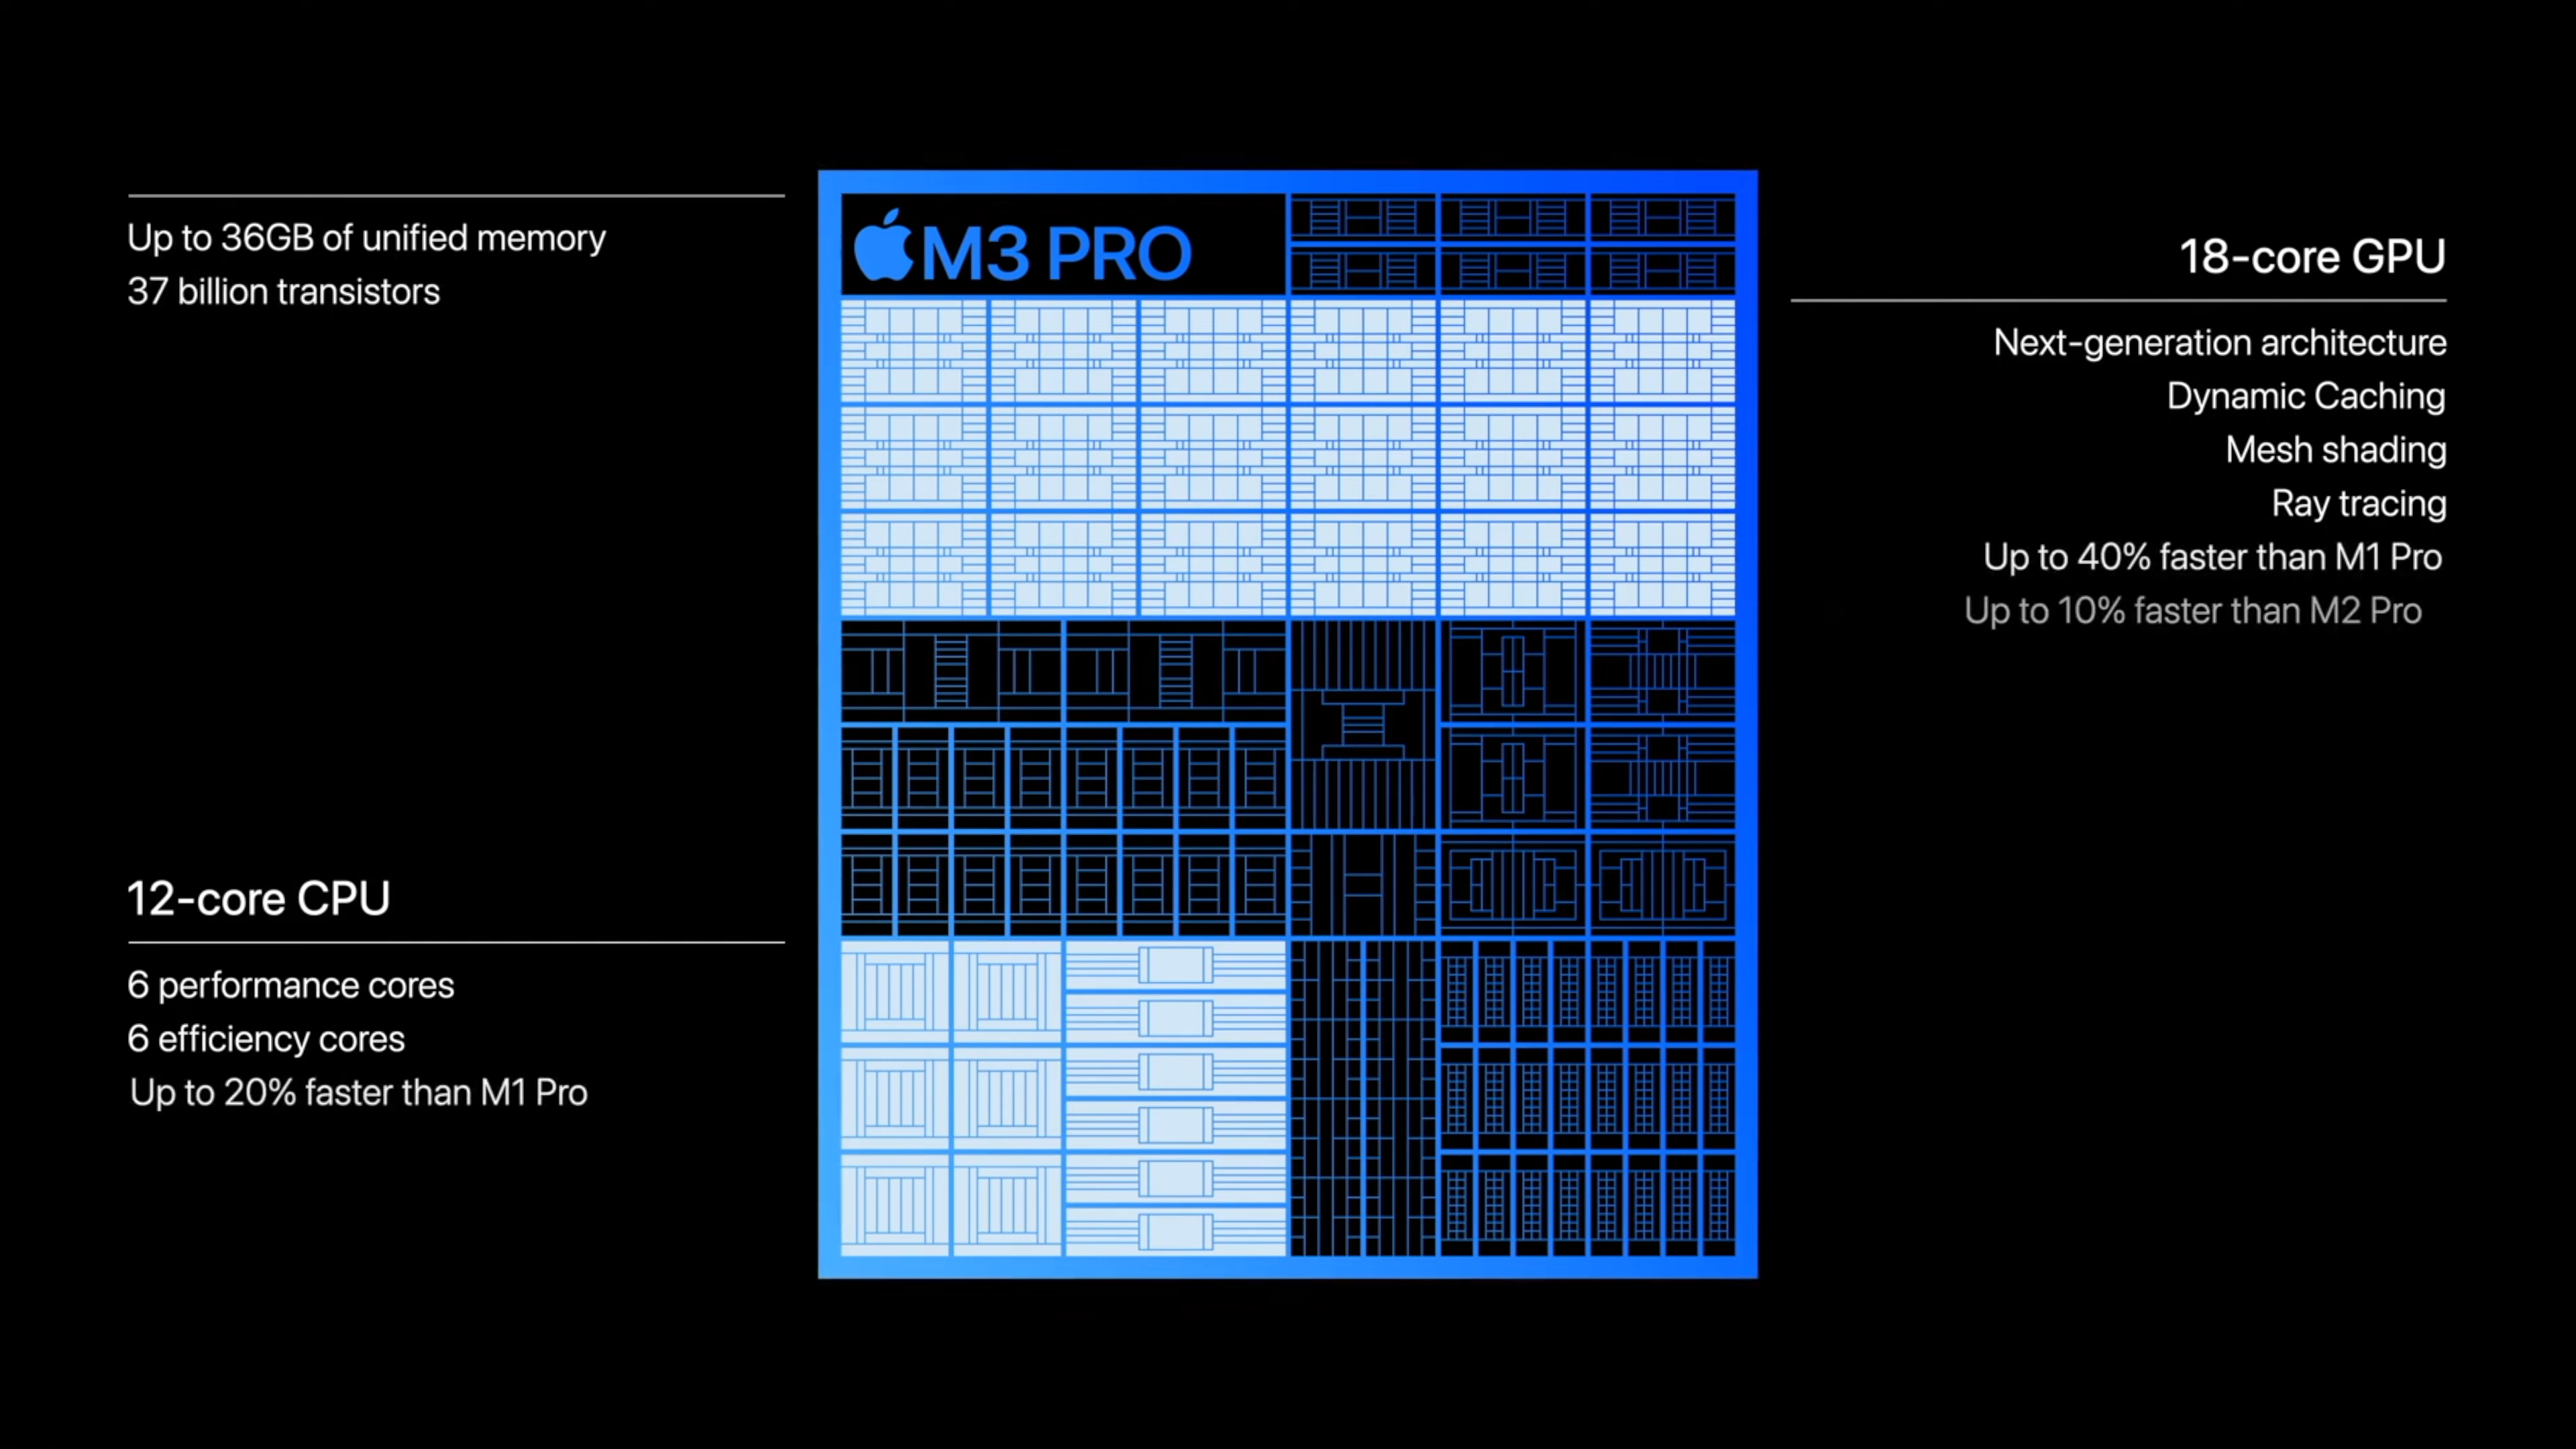 Up to 36GB of unified memory
37 billion transistors
12-core CPU
6 performance cores
6 efficiency cores
Up to 20% faster than M1 Pro
M3 PRO
18-core GPU
Next-generation architecture
Dynamic Caching
Mesh shading
Ray tracing
Up to 40% faster than M1 Pro
Up to 10% faster than M2 Pro